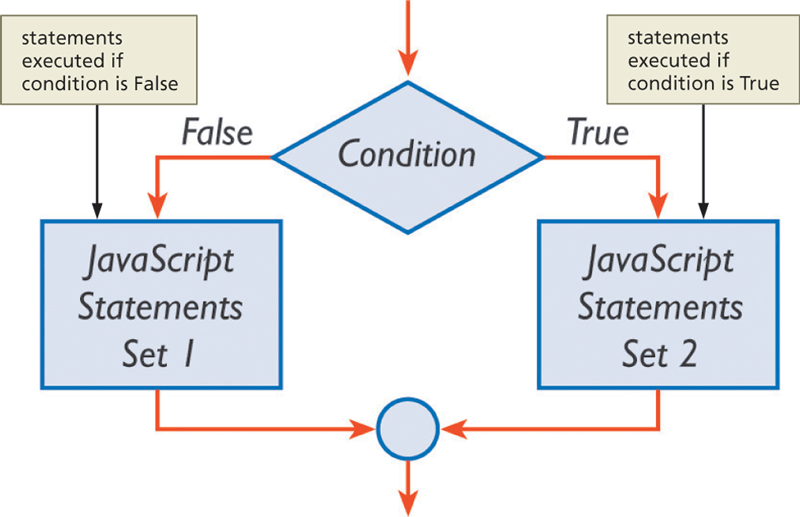 statements
executed if
condition is False
statements
executed if
condition is True
False
Condition
True
JavaScript
Statements
Set 1
JavaScript
Statements
Set 2